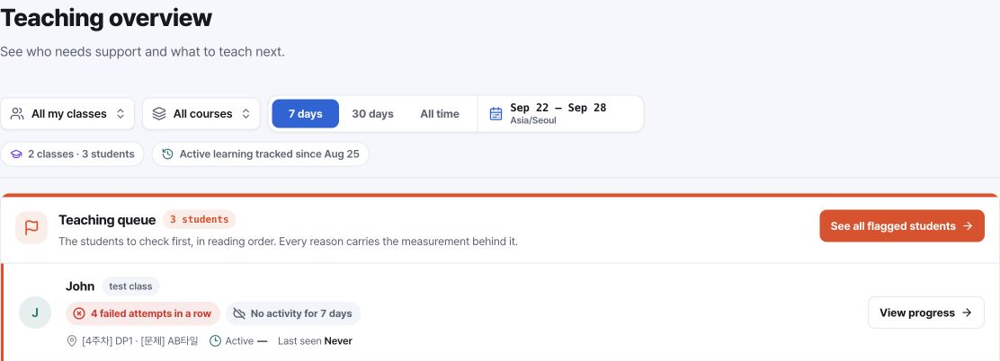 Teaching overview
See who needs support and what to teach next.
All my classes
All courses
7 days
30 days
All time
Sep 22 – Sep 28
Asia/Seoul
2 classes · 3 students
Active learning tracked since Aug 25
Teaching queue
3 students
The students to check first, in reading order. Every reason carries the measurement behind it.
See all flagged students →
John
test class
J
4 failed attempts in a row
No activity for 7 days
View progress →
[4주차] DP1 · [문제] AB타일
Active —
Last seen Never